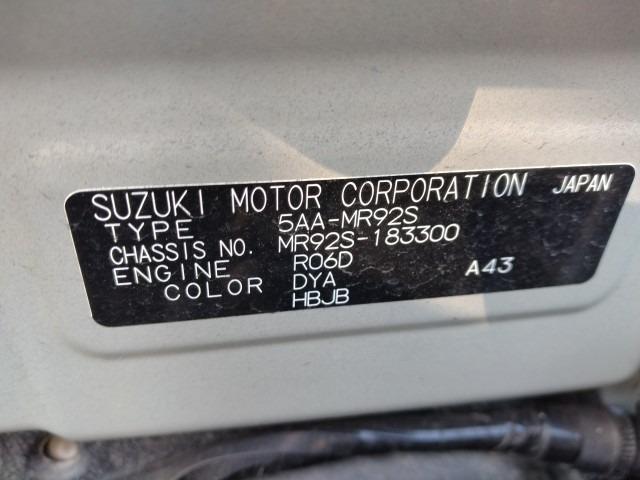 SUZUKI MOTOR CORPORATION JAPAN
TYPE 5AA-MR92S
CHASSIS NO. MR92S-183300
ENGINE R06D
COLOR DYA A43
HBJB